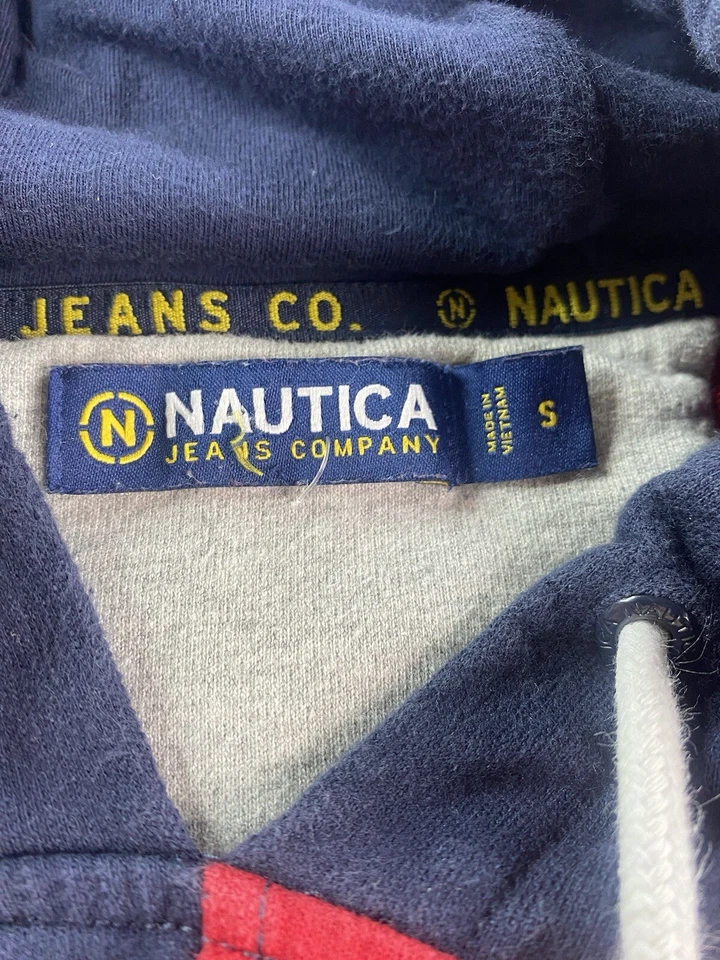 JEANS CO. N NAUTICA
N NAUTICA
JEANS COMPANY
MADE IN
VIETNAM
S